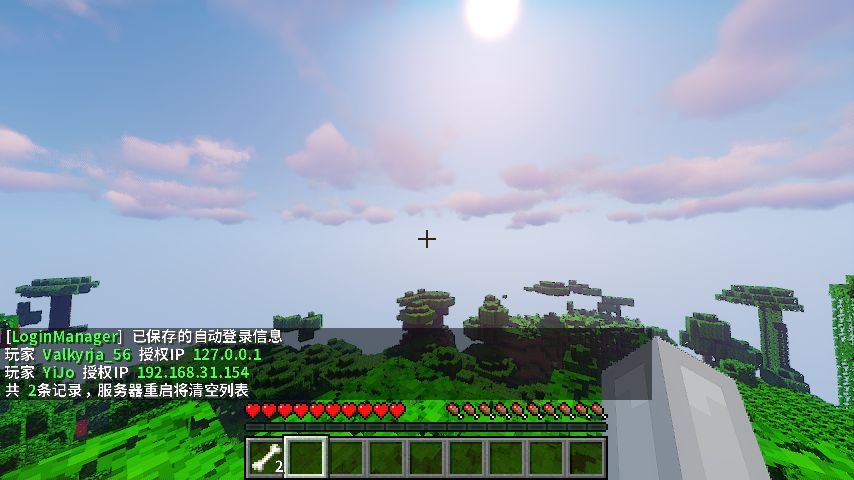 [LoginManager] 已保存的自动登录信息
玩家 Valkyrja_56 授权IP 127.0.0.1
玩家 YiJo 授权IP 192.168.31.154
共 2条记录，服务器重启将清空列表
2